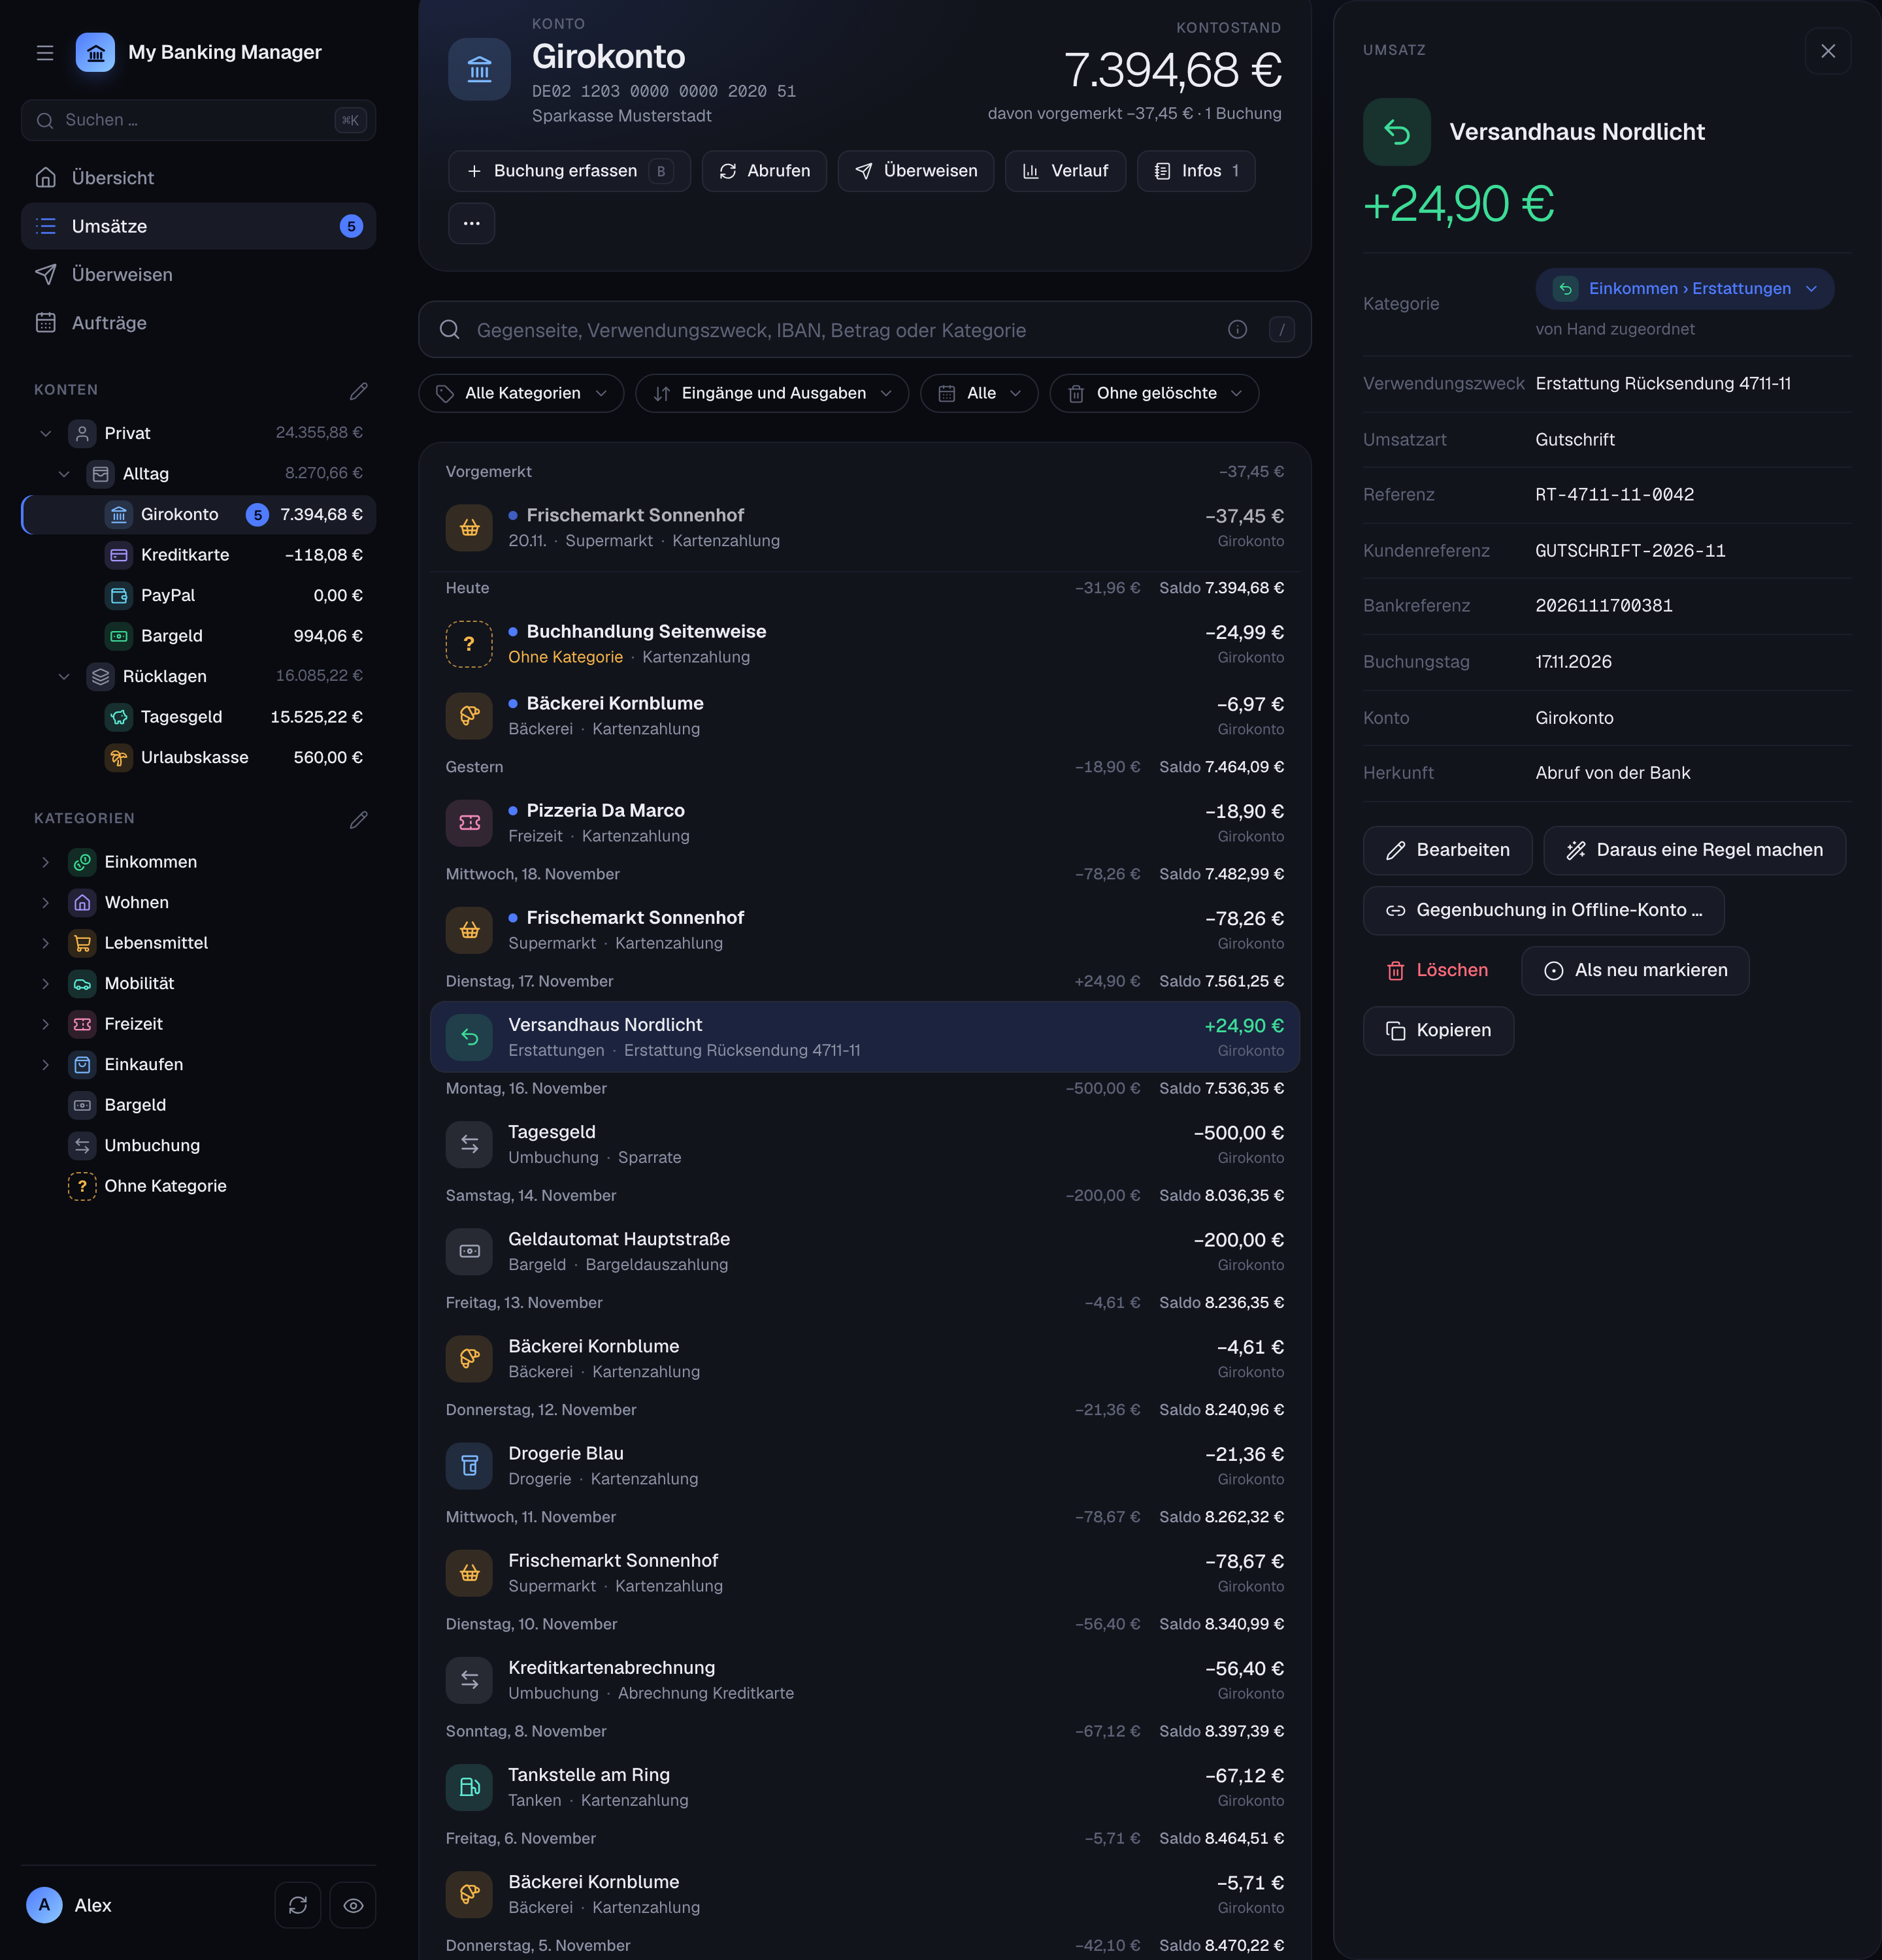 My Banking Manager
Suchen …
⌘K
Übersicht
Umsätze
5
Überweisen
Aufträge
KONTEN
Privat 24.355,88 €
Alltag 8.270,66 €
Girokonto 5 7.394,68 €
Kreditkarte −118,08 €
PayPal 0,00 €
Bargeld 994,06 €
Rücklagen 16.085,22 €
Tagesgeld 15.525,22 €
Urlaubskasse 560,00 €
KATEGORIEN
Einkommen
Wohnen
Lebensmittel
Mobilität
Freizeit
Einkaufen
Bargeld
Umbuchung
? Ohne Kategorie
A Alex
KONTO
Girokonto
DE02 1203 0000 0000 2020 51
Sparkasse Musterstadt
KONTOSTAND
7.394,68 €
davon vorgemerkt −37,45 € · 1 Buchung
Buchung erfassen B Abrufen Überweisen Verlauf Infos 1
Gegenseite, Verwendungszweck, IBAN, Betrag oder Kategorie /
Alle Kategorien Eingänge und Ausgaben Alle Ohne gelöschte
Vorgemerkt −37,45 €
Frischemarkt Sonnenhof −37,45 €
20.11. · Supermarkt · Kartenzahlung Girokonto
Heute −31,96 € Saldo 7.394,68 €
? Buchhandlung Seitenweise −24,99 €
Ohne Kategorie · Kartenzahlung Girokonto
Bäckerei Kornblume −6,97 €
Bäckerei · Kartenzahlung Girokonto
Gestern −18,90 € Saldo 7.464,09 €
Pizzeria Da Marco −18,90 €
Freizeit · Kartenzahlung Girokonto
Mittwoch, 18. November −78,26 € Saldo 7.482,99 €
Frischemarkt Sonnenhof −78,26 €
Supermarkt · Kartenzahlung Girokonto
Dienstag, 17. November +24,90 € Saldo 7.561,25 €
Versandhaus Nordlicht +24,90 €
Erstattungen · Erstattung Rücksendung 4711-11 Girokonto
Montag, 16. November −500,00 € Saldo 7.536,35 €
Tagesgeld −500,00 €
Umbuchung · Sparrate Girokonto
Samstag, 14. November −200,00 € Saldo 8.036,35 €
Geldautomat Hauptstraße −200,00 €
Bargeld · Bargeldauszahlung Girokonto
Freitag, 13. November −4,61 € Saldo 8.236,35 €
Bäckerei Kornblume −4,61 €
Bäckerei · Kartenzahlung Girokonto
Donnerstag, 12. November −21,36 € Saldo 8.240,96 €
Drogerie Blau −21,36 €
Drogerie · Kartenzahlung Girokonto
Mittwoch, 11. November −78,67 € Saldo 8.262,32 €
Frischemarkt Sonnenhof −78,67 €
Supermarkt · Kartenzahlung Girokonto
Dienstag, 10. November −56,40 € Saldo 8.340,99 €
Kreditkartenabrechnung −56,40 €
Umbuchung · Abrechnung Kreditkarte Girokonto
Sonntag, 8. November −67,12 € Saldo 8.397,39 €
Tankstelle am Ring −67,12 €
Tanken · Kartenzahlung Girokonto
Freitag, 6. November −5,71 € Saldo 8.464,51 €
Bäckerei Kornblume −5,71 €
Bäckerei · Kartenzahlung Girokonto
Donnerstag, 5. November −42,10 € Saldo 8.470,22 €
UMSATZ
Versandhaus Nordlicht
+24,90 €
Kategorie Einkommen › Erstattungen
von Hand zugeordnet
Verwendungszweck Erstattung Rücksendung 4711-11
Umsatzart Gutschrift
Referenz RT-4711-11-0042
Kundenreferenz GUTSCHRIFT-2026-11
Bankreferenz 2026111700381
Buchungstag 17.11.2026
Konto Girokonto
Herkunft Abruf von der Bank
Bearbeiten Daraus eine Regel machen
Gegenbuchung in Offline-Konto …
Löschen Als neu markieren
Kopieren